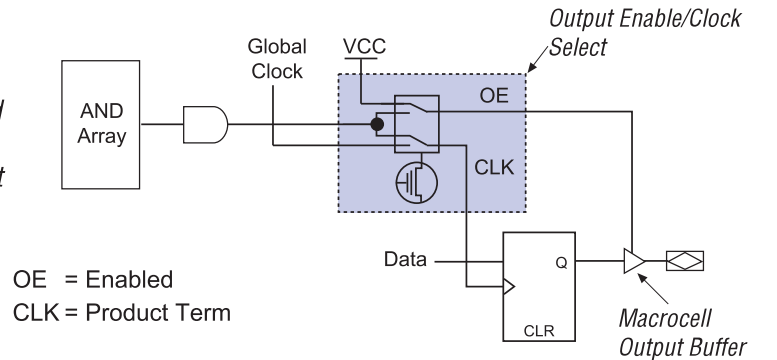 Output Enable/Clock
Select
Global
Clock
VCC
AND
Array
OE
CLK
Data
Q
CLR
OE = Enabled
CLK = Product Term
Macrocell
Output Buffer